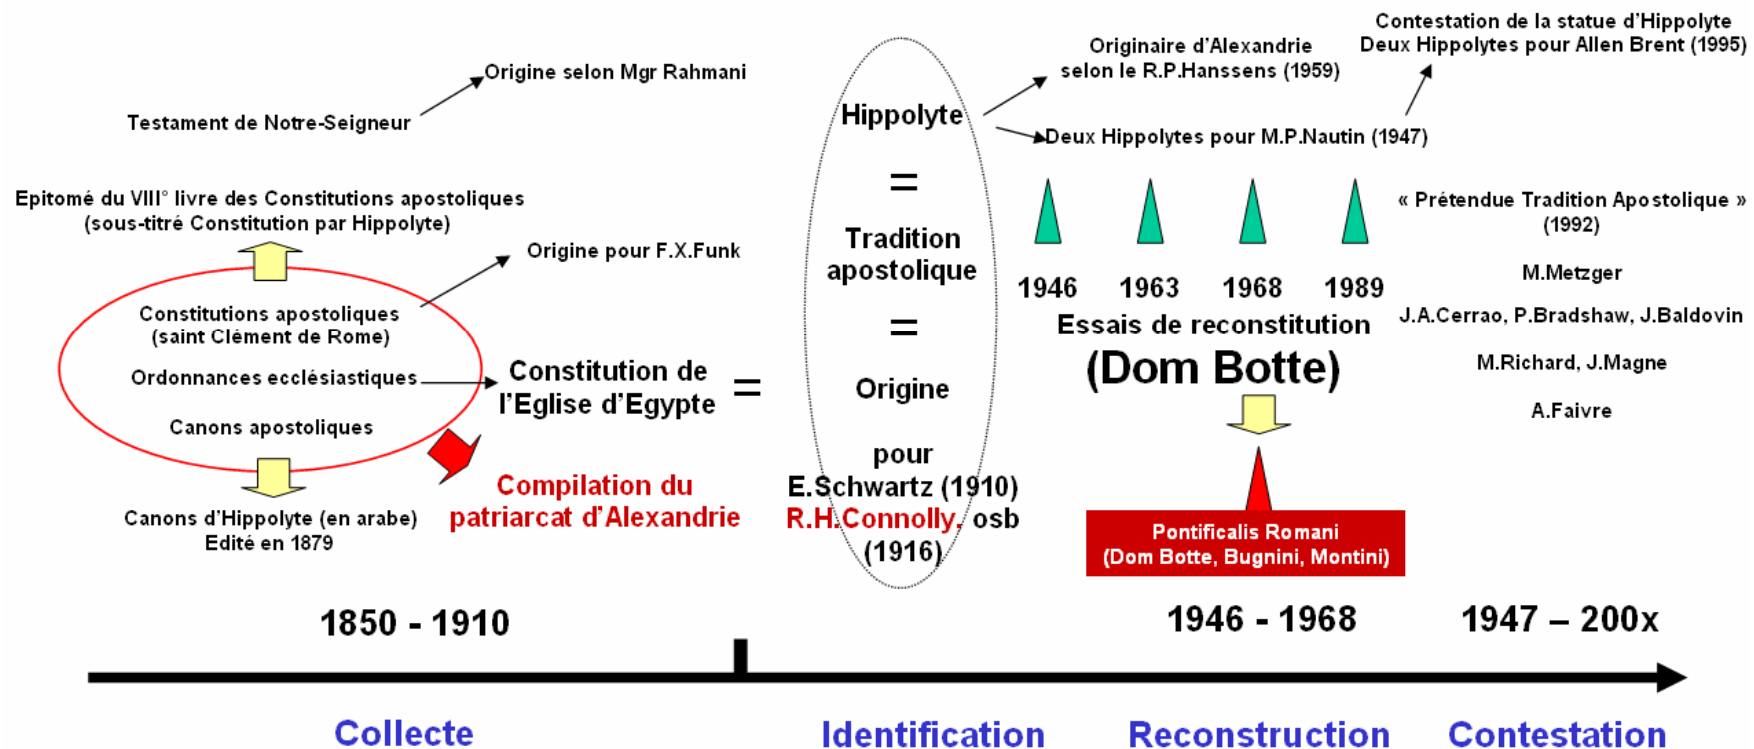 Contestation de la statue d'Hippolyte
Deux Hippolytes pour Allen Brent (1995)
Originaire d'Alexandrie
selon le R.P.Hanssens (1959)
Origine selon Mgr Rahmani
Testament de Notre-Seigneur
Hippolyte
Deux Hippolytes pour M.P.Nautin (1947)
=
Epitomé du VIII° livre des Constitutions apostoliques
(sous-titré Constitution par Hippolyte)
« Prétendue Tradition Apostolique »
(1992)
Tradition
apostolique
Origine pour F.X.Funk
M.Metzger
1946 1963 1968 1989
Constitutions apostoliques
(saint Clément de Rome)
=
Essais de reconstitution
(Dom Botte)
J.A.Cerrao, P.Bradshaw, J.Baldovin
M.Richard, J.Magne
A.Faivre
Ordonnances ecclésiastiques
Constitution de
l'Eglise d'Egypte
=
Origine
Canons apostoliques
pour
E.Schwartz (1910)
R.H.Connolly. osb
(1916)
Compilation du
patriarcat d'Alexandrie
Canons d'Hippolyte (en arabe)
Edité en 1879
Pontificalis Romani
(Dom Botte, Bugnini, Montini)
1850 - 1910
1946 - 1968
1947 – 200x
Collecte
Identification
Reconstruction
Contestation